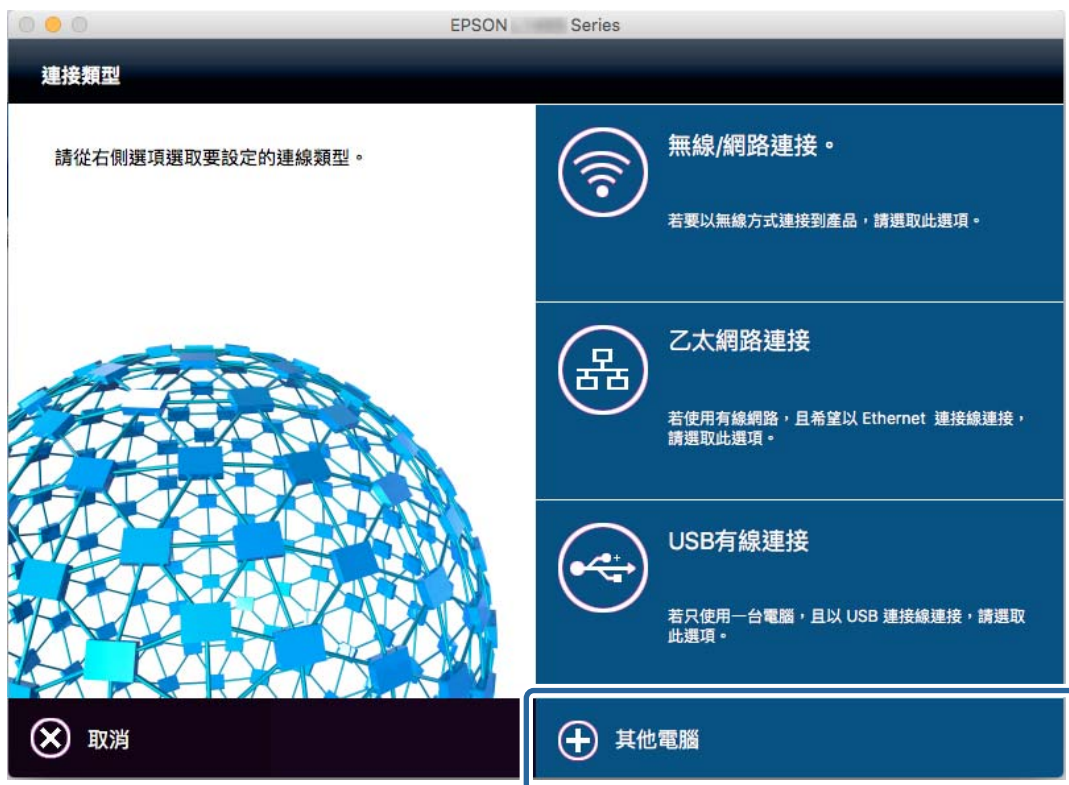 EPSON Series
連接類型
請從右側選項選取要設定的連線類型。
無線/網路連接。
若要以無線方式連接到產品，請選取此選項。
乙太網路連接
若使用有線網路，且希望以 Ethernet 連接線連接，
請選取此選項。
USB有線連接
若只使用一台電腦，且以 USB 連接線連接，請選取
此選項。
取消
其他電腦